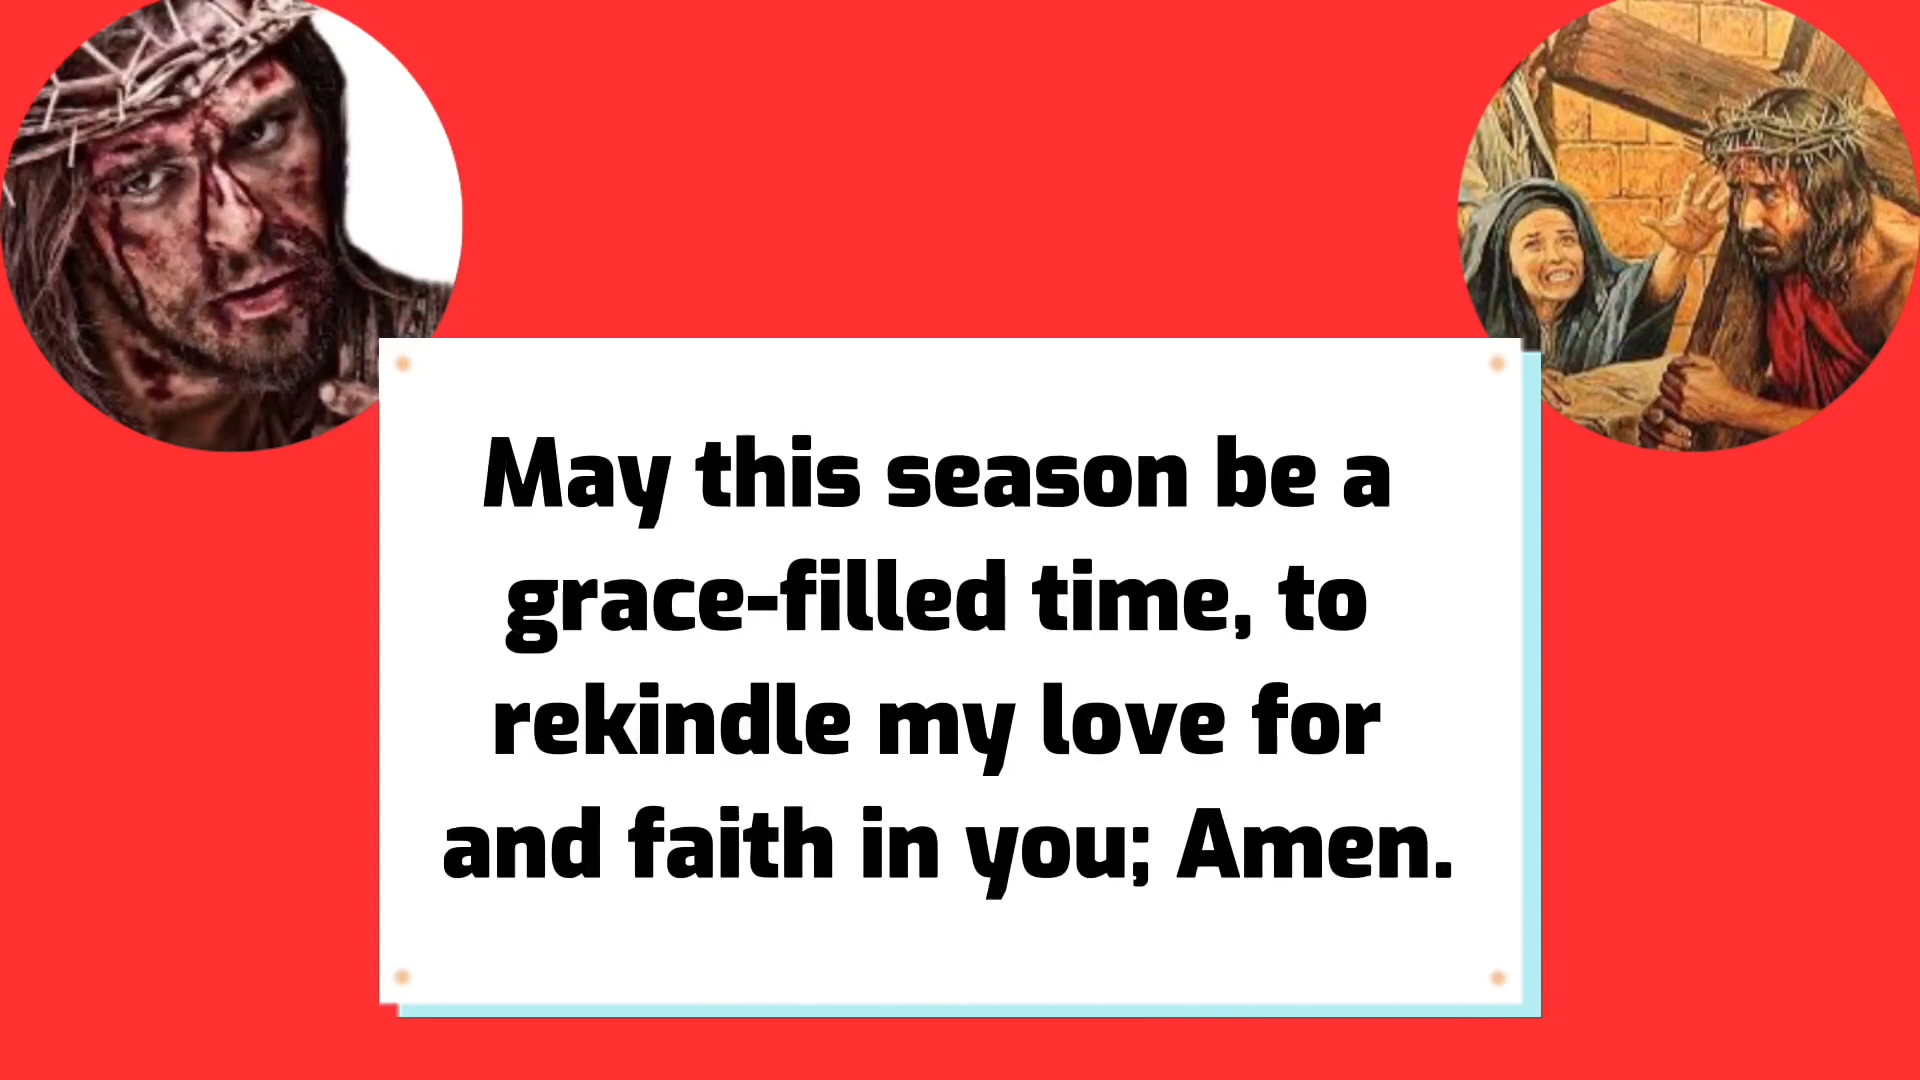 May this season be a
grace-filled time, to
rekindle my love for
and faith in you; Amen.